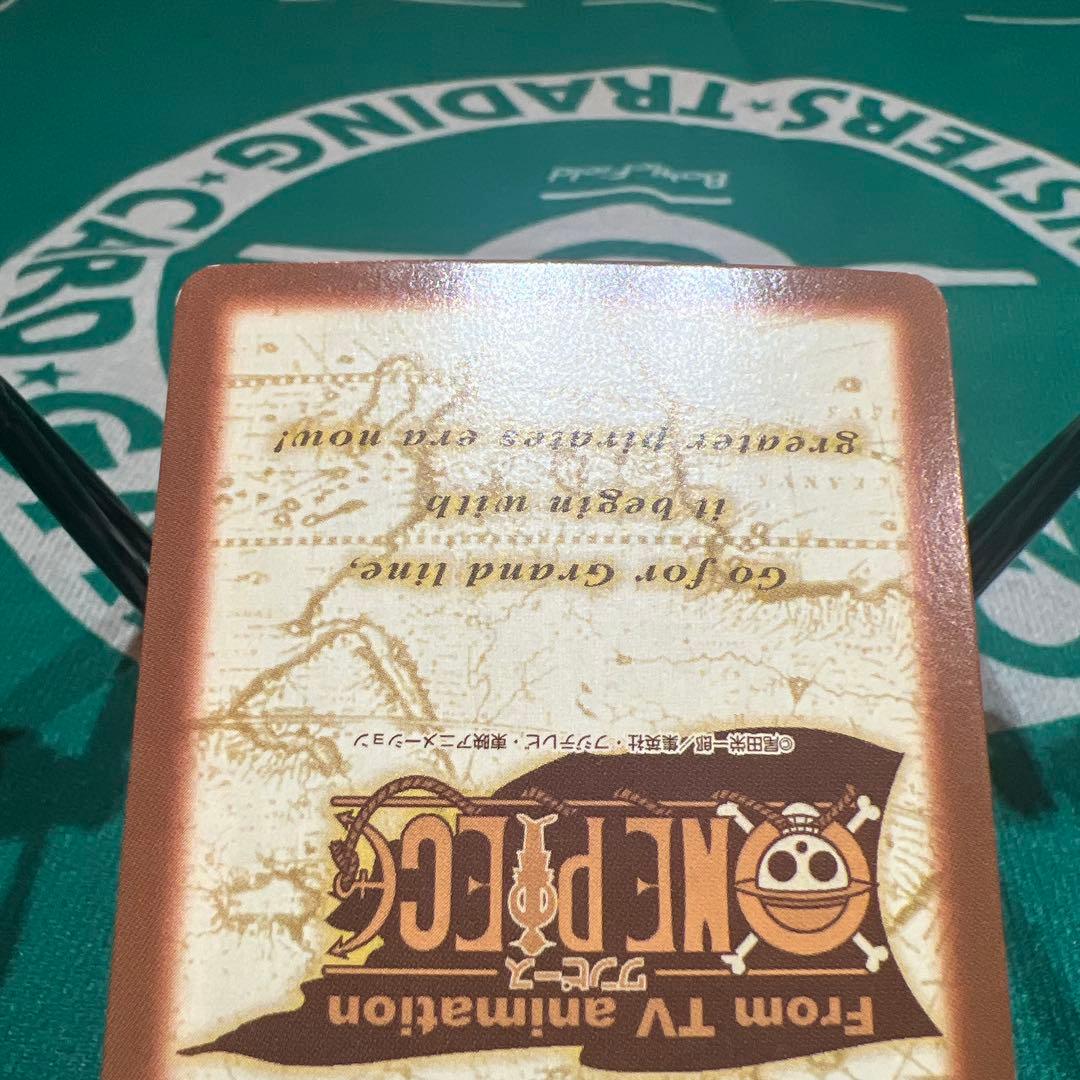 From TV animation
ワンピース
ONE PIECE
©尾田栄一郎／集英社・フジテレビ・東映アニメーション
Go for Grand line,
it begin with
greater pirates era now!
STERS★TRADING★CARD★